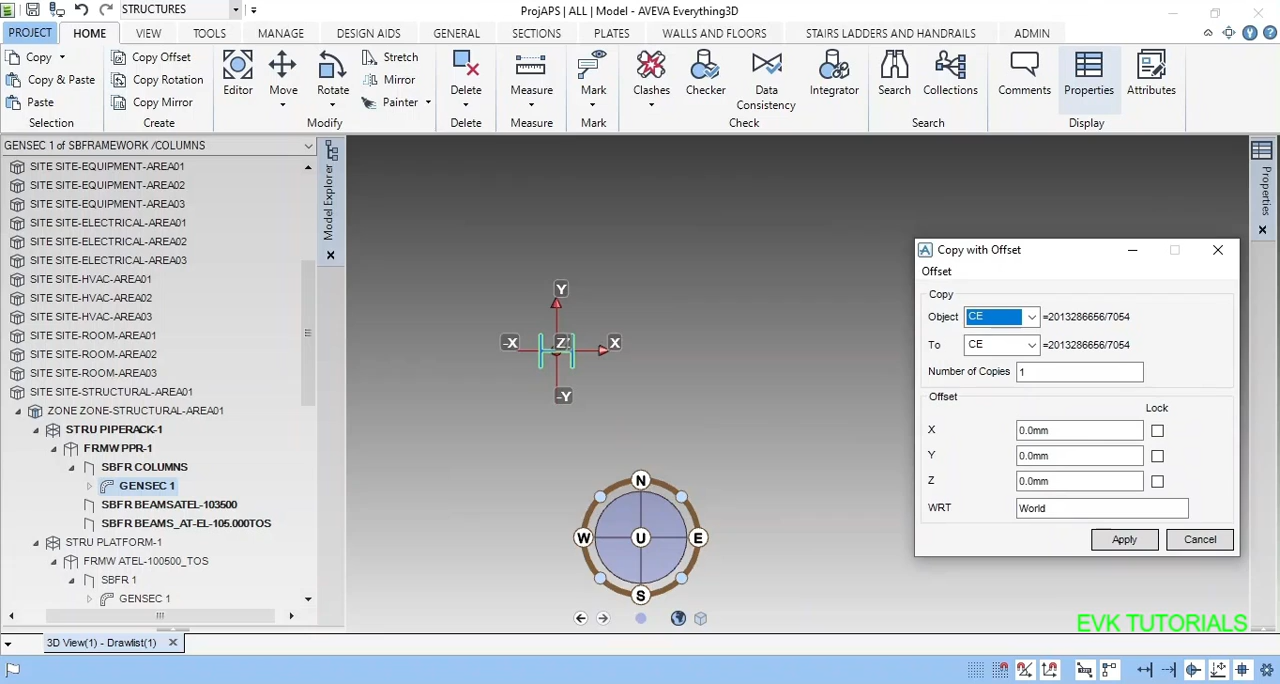 STRUCTURES
ProjAPS | ALL | Model - AVEVA Everything3D
PROJECT HOME VIEW TOOLS MANAGE DESIGN AIDS GENERAL SECTIONS PLATES WALLS AND FLOORS STAIRS LADDERS AND HANDRAILS ADMIN
Copy
Copy & Paste
Paste
Selection
Copy Offset
Copy Rotation
Copy Mirror
Create
Editor
Move
Rotate
Stretch
Mirror
Painter
Modify
Delete
Delete
Measure
Measure
Mark
Mark
Clashes
Checker
Data
Consistency
Integrator
Check
Search
Collections
Search
Comments
Properties
Attributes
Display
GENSEC 1 of SBFRAMEWORK /COLUMNS
SITE SITE-EQUIPMENT-AREA01
SITE SITE-EQUIPMENT-AREA02
SITE SITE-EQUIPMENT-AREA03
SITE SITE-ELECTRICAL-AREA01
SITE SITE-ELECTRICAL-AREA02
SITE SITE-ELECTRICAL-AREA03
SITE SITE-HVAC-AREA01
SITE SITE-HVAC-AREA02
SITE SITE-HVAC-AREA03
SITE SITE-ROOM-AREA01
SITE SITE-ROOM-AREA02
SITE SITE-ROOM-AREA03
SITE SITE-STRUCTURAL-AREA01
ZONE ZONE-STRUCTURAL-AREA01
STRU PIPERACK-1
FRMW PPR-1
SBFR COLUMNS
GENSEC 1
SBFR BEAMSATEL-103500
SBFR BEAMS_AT-EL-105.000TOS
STRU PLATFORM-1
FRMW ATEL-100500_TOS
SBFR 1
GENSEC 1
Model Explorer
Y
-X Z X
-Y
N
W U E
S
Properties
Copy with Offset
Offset
Copy
Object CE =2013286656/7054
To CE =2013286656/7054
Number of Copies 1
Offset
Lock
X 0.0mm
Y 0.0mm
Z 0.0mm
WRT World
Apply Cancel
EVK TUTORIALS
3D View(1) - Drawlist(1)